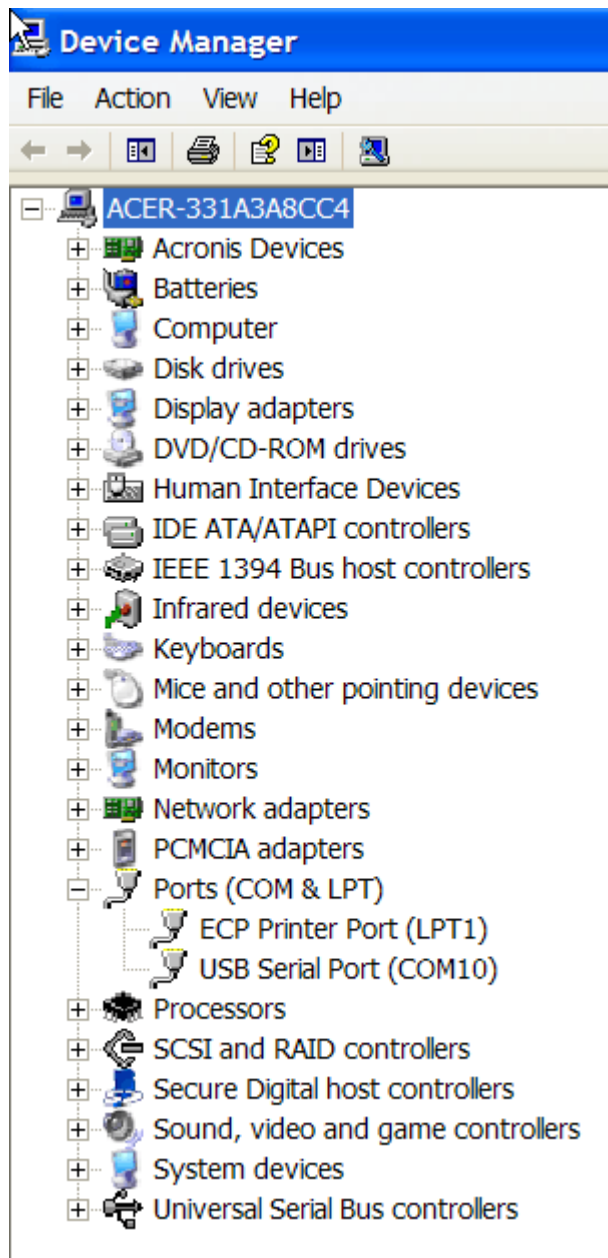 Device Manager
File Action View Help
ACER-331A3A8CC4
Acronis Devices
Batteries
Computer
Disk drives
Display adapters
DVD/CD-ROM drives
Human Interface Devices
IDE ATA/ATAPI controllers
IEEE 1394 Bus host controllers
Infrared devices
Keyboards
Mice and other pointing devices
Modems
Monitors
Network adapters
PCMCIA adapters
Ports (COM & LPT)
ECP Printer Port (LPT1)
USB Serial Port (COM10)
Processors
SCSI and RAID controllers
Secure Digital host controllers
Sound, video and game controllers
System devices
Universal Serial Bus controllers